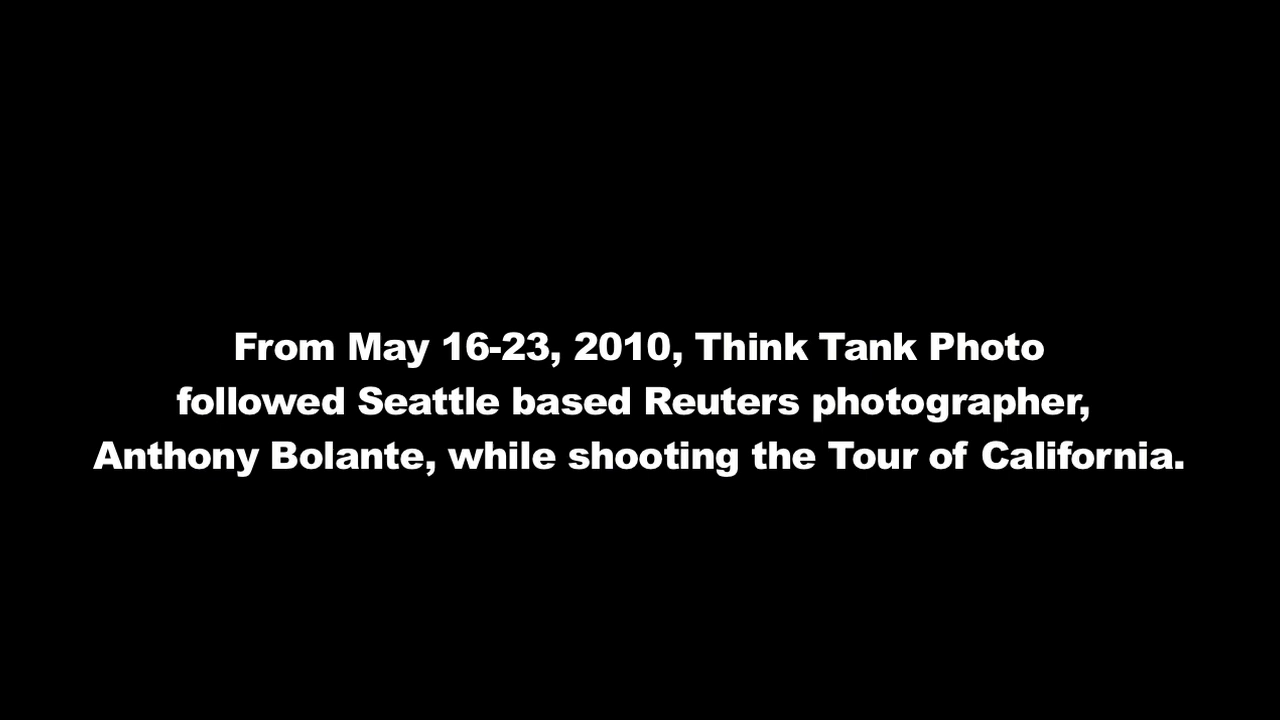 From May 16-23, 2010, Think Tank Photo
followed Seattle based Reuters photographer,
Anthony Bolante, while shooting the Tour of California.